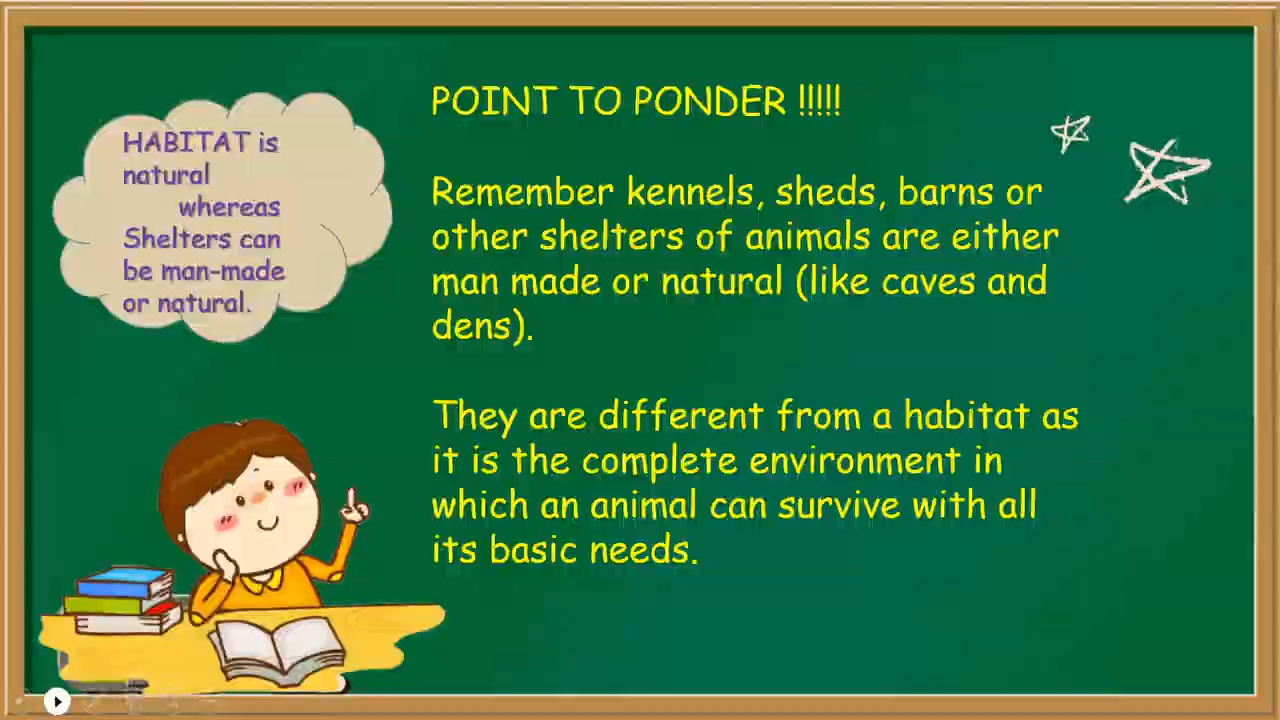 HABITAT is
natural
whereas
Shelters can
be man-made
or natural.
POINT TO PONDER !!!!!
Remember kennels, sheds, barns or
other shelters of animals are either
man made or natural (like caves and
dens).
They are different from a habitat as
it is the complete environment in
which an animal can survive with all
its basic needs.